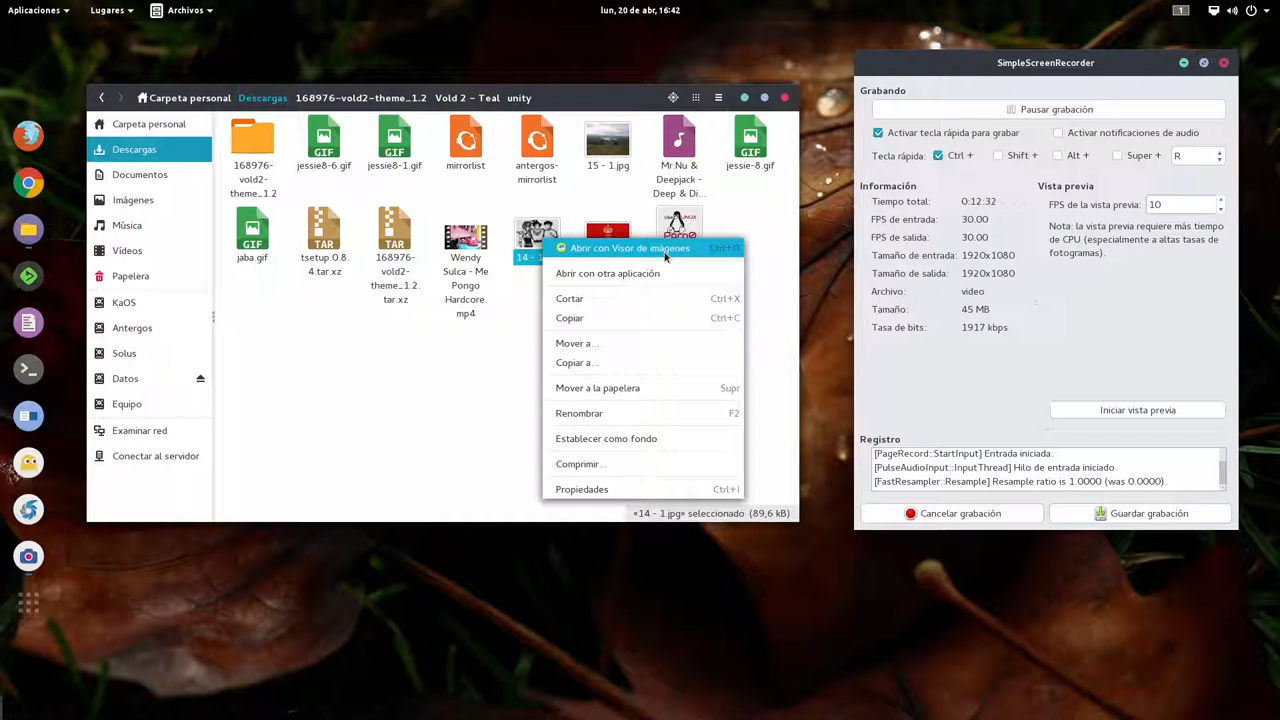 Aplicaciones
Lugares
Archivos
lun, 20 de abr, 16:42
1
Carpeta personal
Descargas
168976-vold2-theme_1.2
Vold 2 - Teal
unity
Carpeta personal
Descargas
Documentos
Imágenes
Música
Vídeos
Papelera
KaOS
Antergos
Solus
Datos
Equipo
Examinar red
Conectar al servidor
168976-
vold2-
theme_1.2
GIF
jessie8-6.gif
GIF
jessie8-1.gif
mirrorlist
antergos-
mirrorlist
15 - 1.jpg
Mr.Nu &
Deepjack -
Deep & Di...
GIF
jessie-8.gif
GIF
jaba.gif
TAR
tsetup.0.8.
4.tar.xz
TAR
168976-
vold2-
theme_1.2.
tar.xz
Wendy
Sulca - Me
Pongo
Hardcore.
mp4
14 - 1
Abrir con Visor de imágenes Ctrl+O
Abrir con otra aplicación
Cortar Ctrl+X
Copiar Ctrl+C
Mover a...
Copiar a...
Mover a la papelera Supr
Renombrar F2
Establecer como fondo
Comprimir...
Propiedades Ctrl+I
«14 - 1.jpg» seleccionado (89,6 kB)
SimpleScreenRecorder
Grabando
Pausar grabación
Activar tecla rápida para grabar
Activar notificaciones de audio
Tecla rápida: Ctrl + Shift + Alt + Super + R
Información
Tiempo total: 0:12:32
FPS de entrada: 30.00
FPS de salida: 30.00
Tamaño de entrada: 1920x1080
Tamaño de salida: 1920x1080
Archivo: video
Tamaño: 45 MB
Tasa de bits: 1917 kbps
Vista previa
FPS de la vista previa: 10
Nota: la vista previa requiere más tiempo
de CPU (especialmente a altas tasas de
fotogramas).
Iniciar vista previa
Registro
[PageRecord::StartInput] Entrada iniciada.
[PulseAudioInput::InputThread] Hilo de entrada iniciado.
[FastResampler::Resample] Resample ratio is 1.0000 (was 0.0000).
Cancelar grabación
Guardar grabación